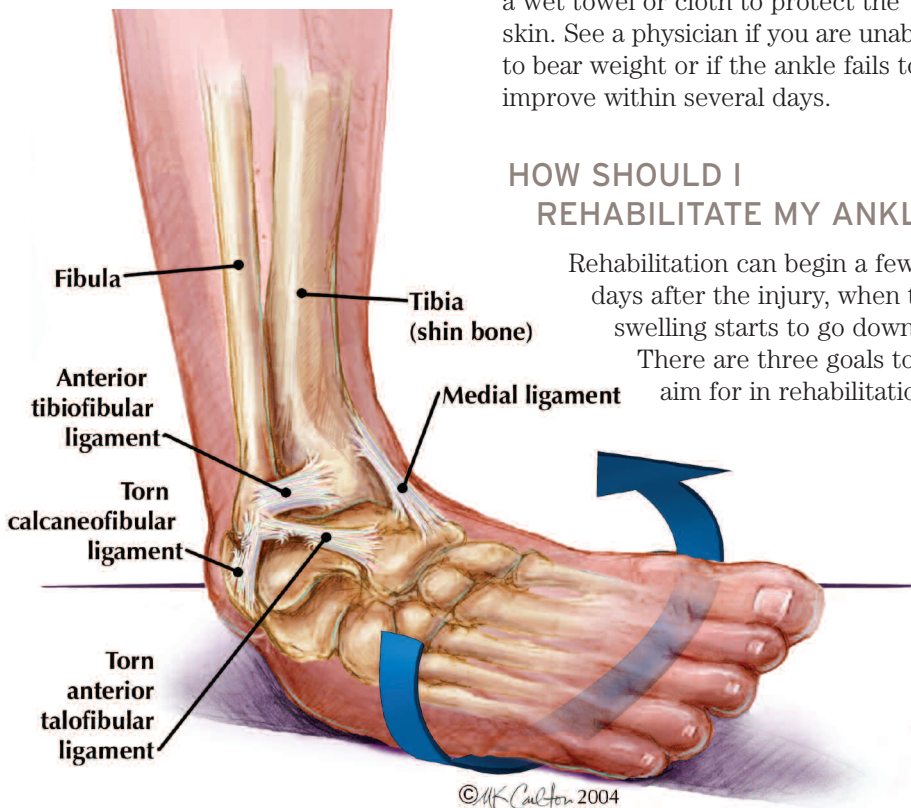 a wet towel or cloth to protect the
skin. See a physician if you are unab
to bear weight or if the ankle fails to
improve within several days.
HOW SHOULD I
REHABILITATE MY ANKL
Rehabilitation can begin a few
days after the injury, when t
swelling starts to go down
There are three goals to
aim for in rehabilitatio
Fibula
Tibia
(shin bone)
Anterior
tibiofibular
ligament
Medial ligament
Torn
calcaneofibular
ligament
Torn
anterior
talofibular
ligament
©MK Carlton 2004